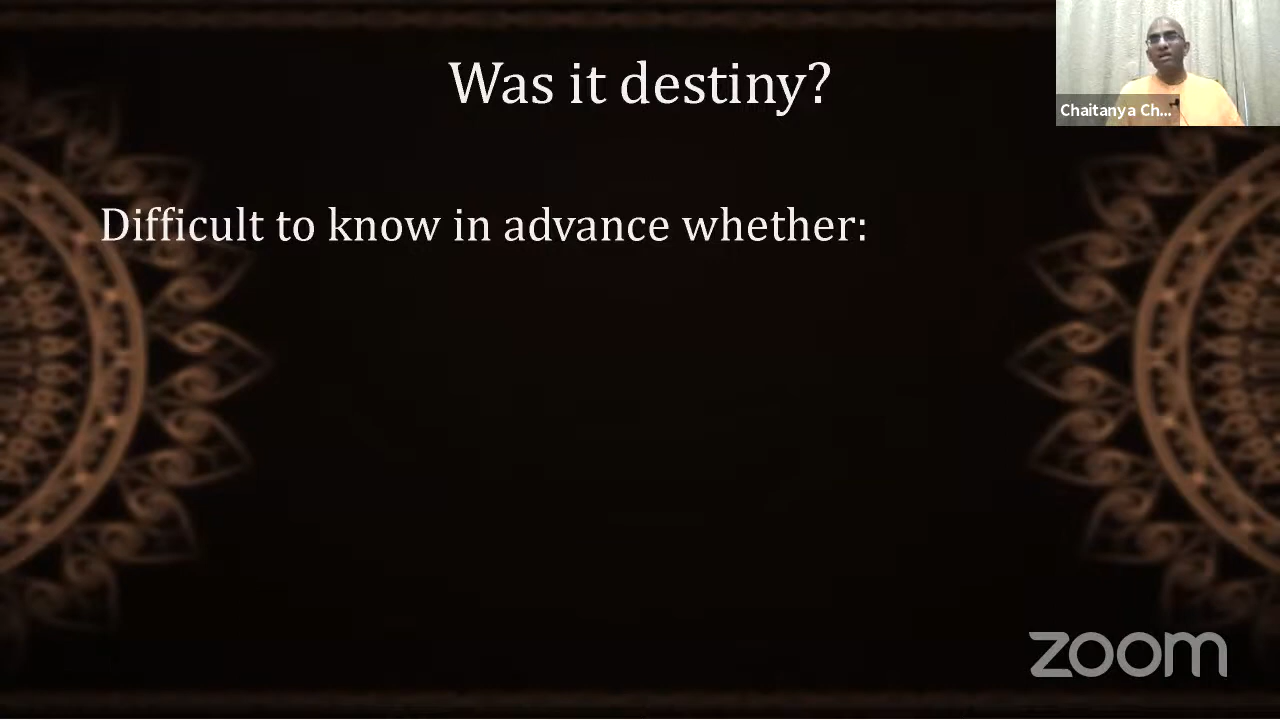 Was it destiny?
Chaitanya Ch...
Difficult to know in advance whether:
zoom